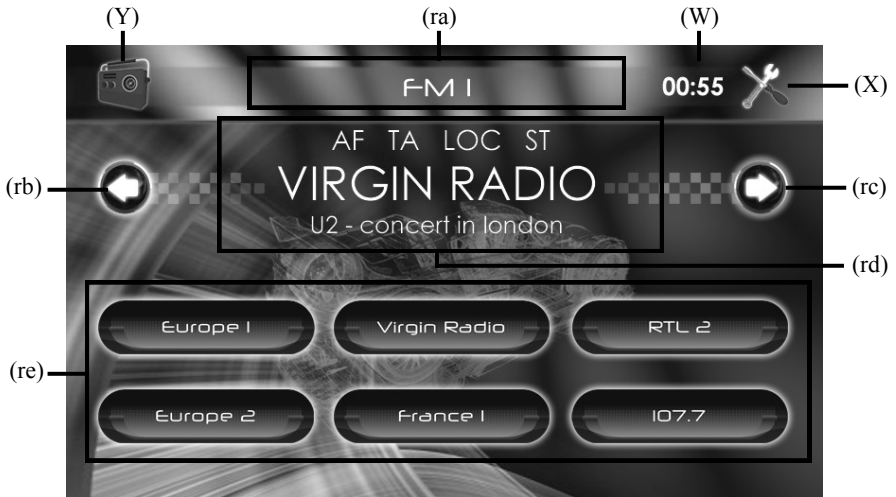 (Y) (ra) (W)
FM 1 00:55 (X)
AF TA LOC ST
(rb) VIRGIN RADIO (rc)
U2 - concert in london
(rd)
Europe 1 Virgin Radio RTL 2
(re)
Europe 2 France 1 107.7